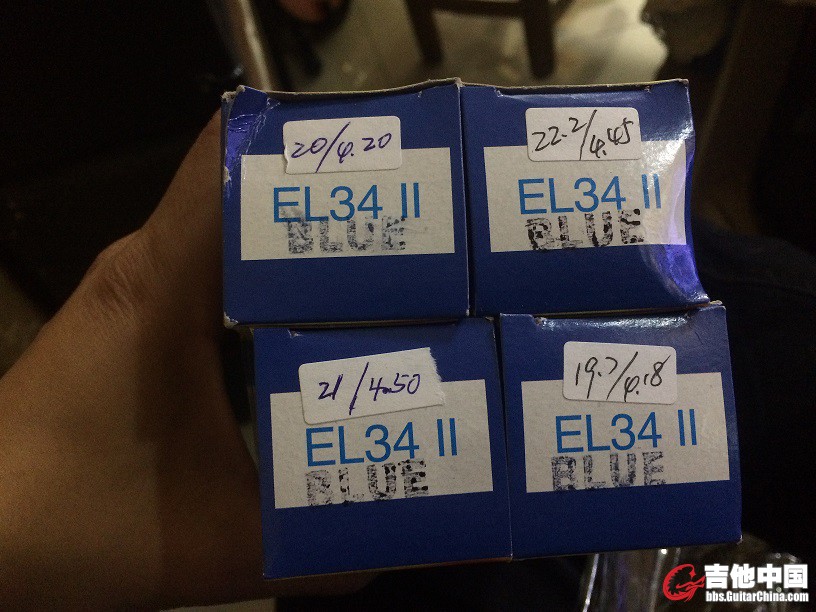 20/4.20
EL34 II
BLUE
22.2/4.45
EL34 II
BLUE
21/4.50
EL34 II
BLUE
19.7/4.18
EL34 II
BLUE
吉他中国
bbs.GuitarChina.com